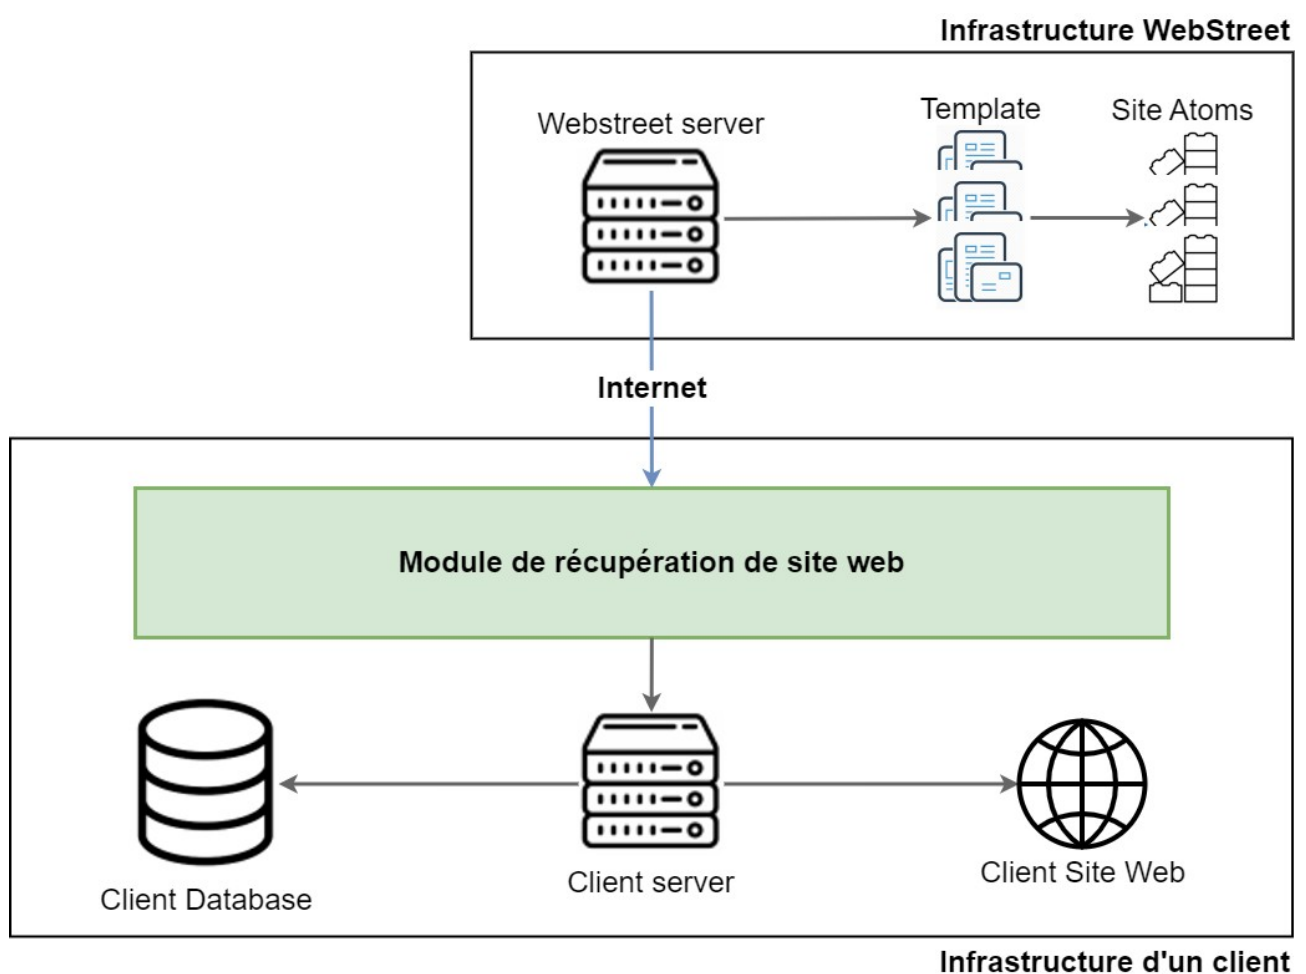 Infrastructure WebStreet
Webstreet server
Template
Site Atoms
Internet
Module de récupération de site web
Client Database
Client server
Client Site Web
Infrastructure d'un client